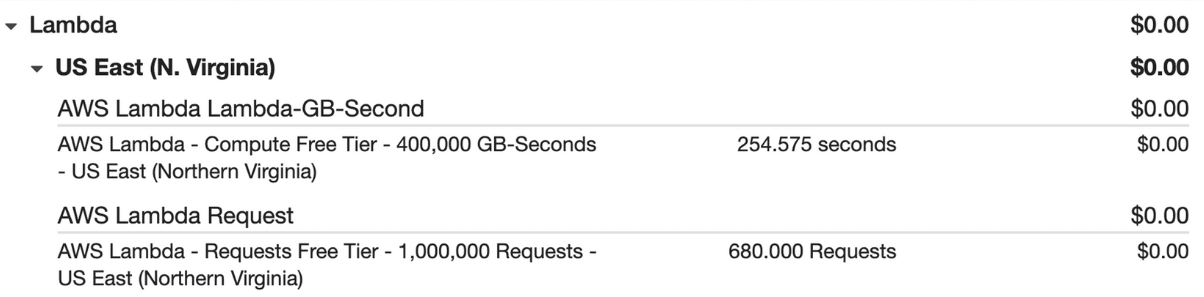 Lambda $0.00
US East (N. Virginia) $0.00
AWS Lambda Lambda-GB-Second $0.00
AWS Lambda - Compute Free Tier - 400,000 GB-Seconds 254.575 seconds $0.00
- US East (Northern Virginia)
AWS Lambda Request $0.00
AWS Lambda - Requests Free Tier - 1,000,000 Requests - 680.000 Requests $0.00
US East (Northern Virginia)